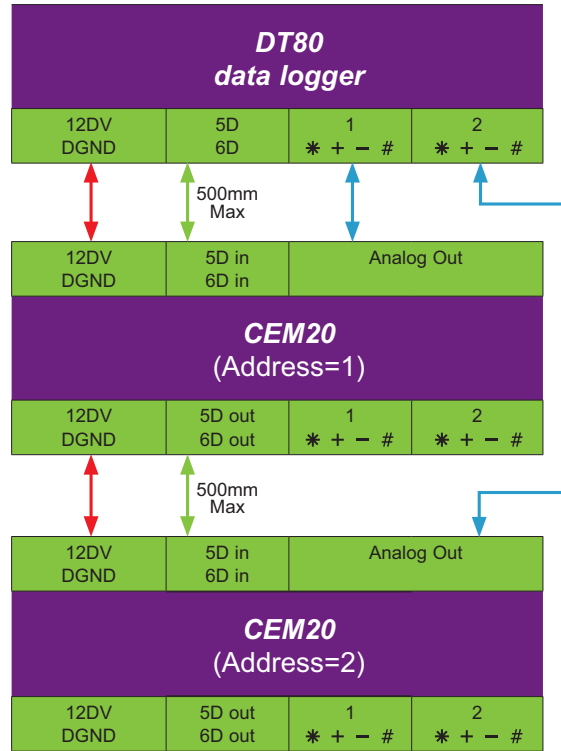 DT80
data logger
12DV 5D 1 2
DGND 6D * + - # * + - #
500mm
Max
12DV 5D in Analog Out
DGND 6D in
CEM20
(Address=1)
12DV 5D out 1 2
DGND 6D out * + - # * + - #
500mm
Max
12DV 5D in Analog Out
DGND 6D in
CEM20
(Address=2)
12DV 5D out 1 2
DGND 6D out * + - # * + - #